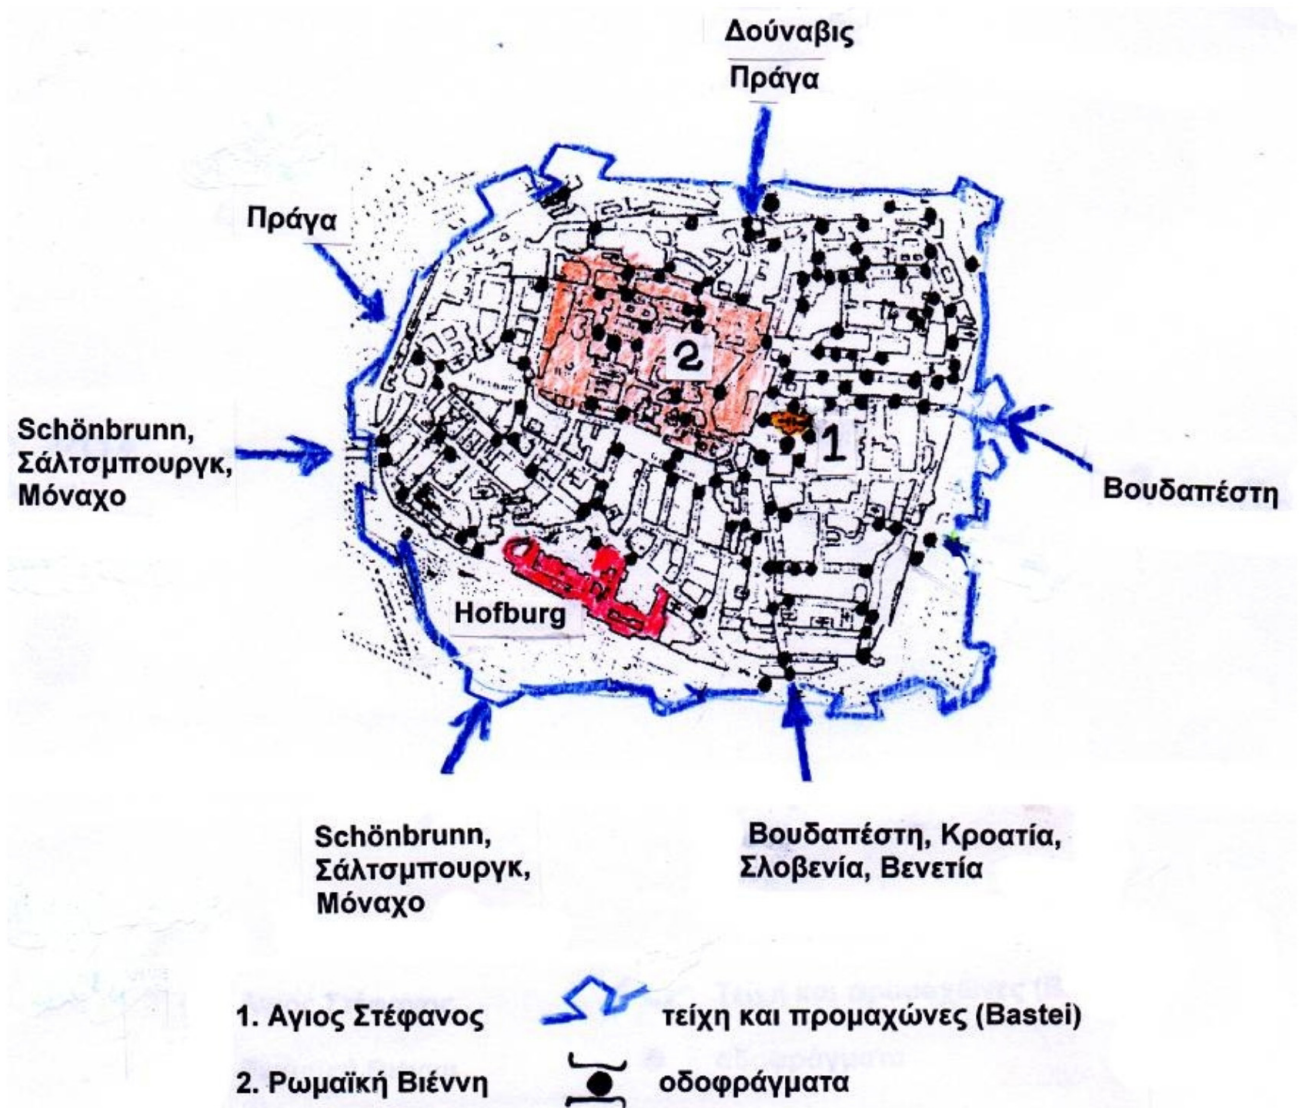 Δούναβις
Πράγα
Πράγα
2
1
Schönbrunn,
Σάλτσμπουργκ,
Μόναχο
Βουδαπέστη
Hofburg
Schönbrunn,
Σάλτσμπουργκ,
Μόναχο
Βουδαπέστη, Κροατία,
Σλοβενία, Βενετία
1. Αγιος Στέφανος
τείχη και προμαχώνες (Bastei)
2. Ρωμαϊκή Βιέννη
οδοφράγματα